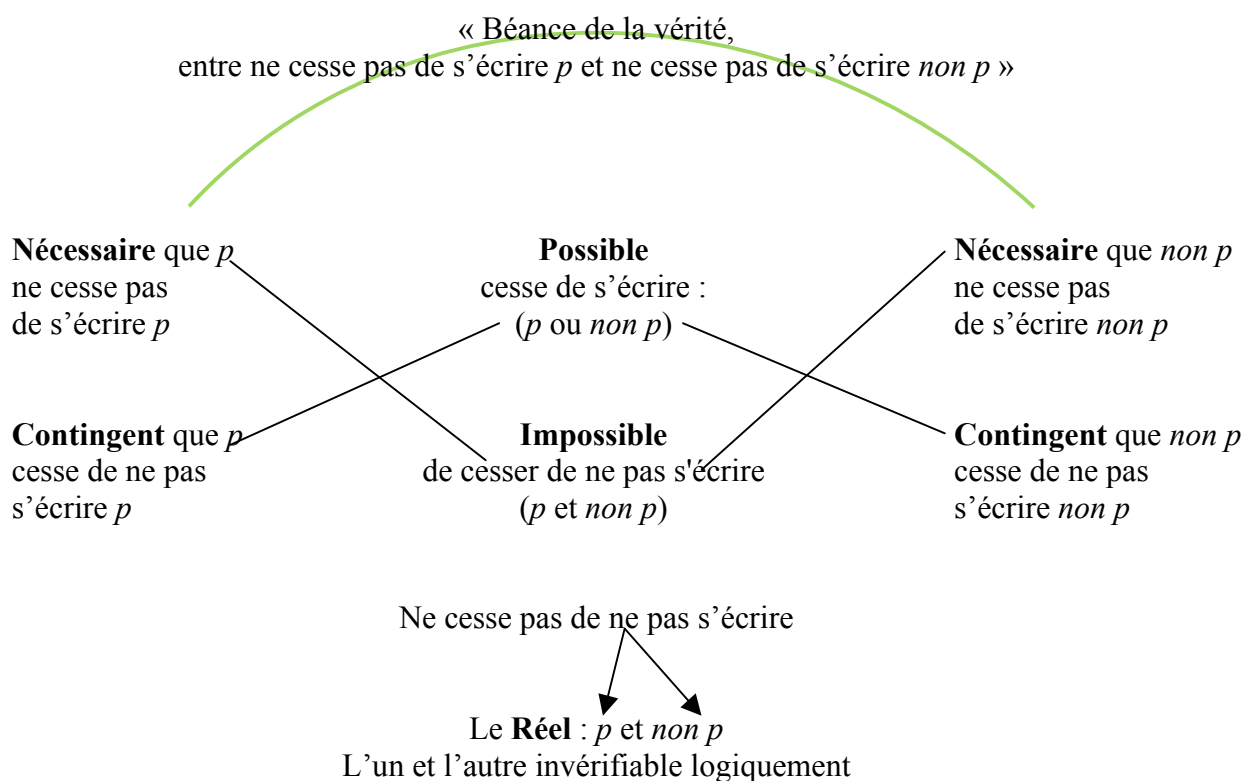 « Béance de la vérité,
entre ne cesse pas de s’écrire p et ne cesse pas de s’écrire non p »
Nécessaire que p
ne cesse pas
de s’écrire p
Possible
cesse de s’écrire :
(p ou non p)
Nécessaire que non p
ne cesse pas
de s’écrire non p
Contingent que p
cesse de ne pas
s’écrire p
Impossible
de cesser de ne pas s'écrire
(p et non p)
Contingent que non p
cesse de ne pas
s’écrire non p
Ne cesse pas de ne pas s’écrire
Le Réel : p et non p
L’un et l’autre invérifiable logiquement